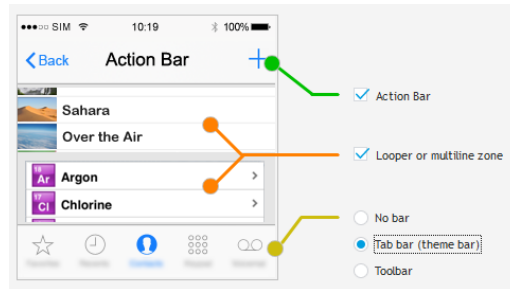 SIM 10:19 100%
Back Action Bar
Sahara
Over the Air
18 Ar Argon
17 Cl Chlorine
Contacts
Action Bar
Looper or multiline zone
No bar
Tab bar (theme bar)
Toolbar